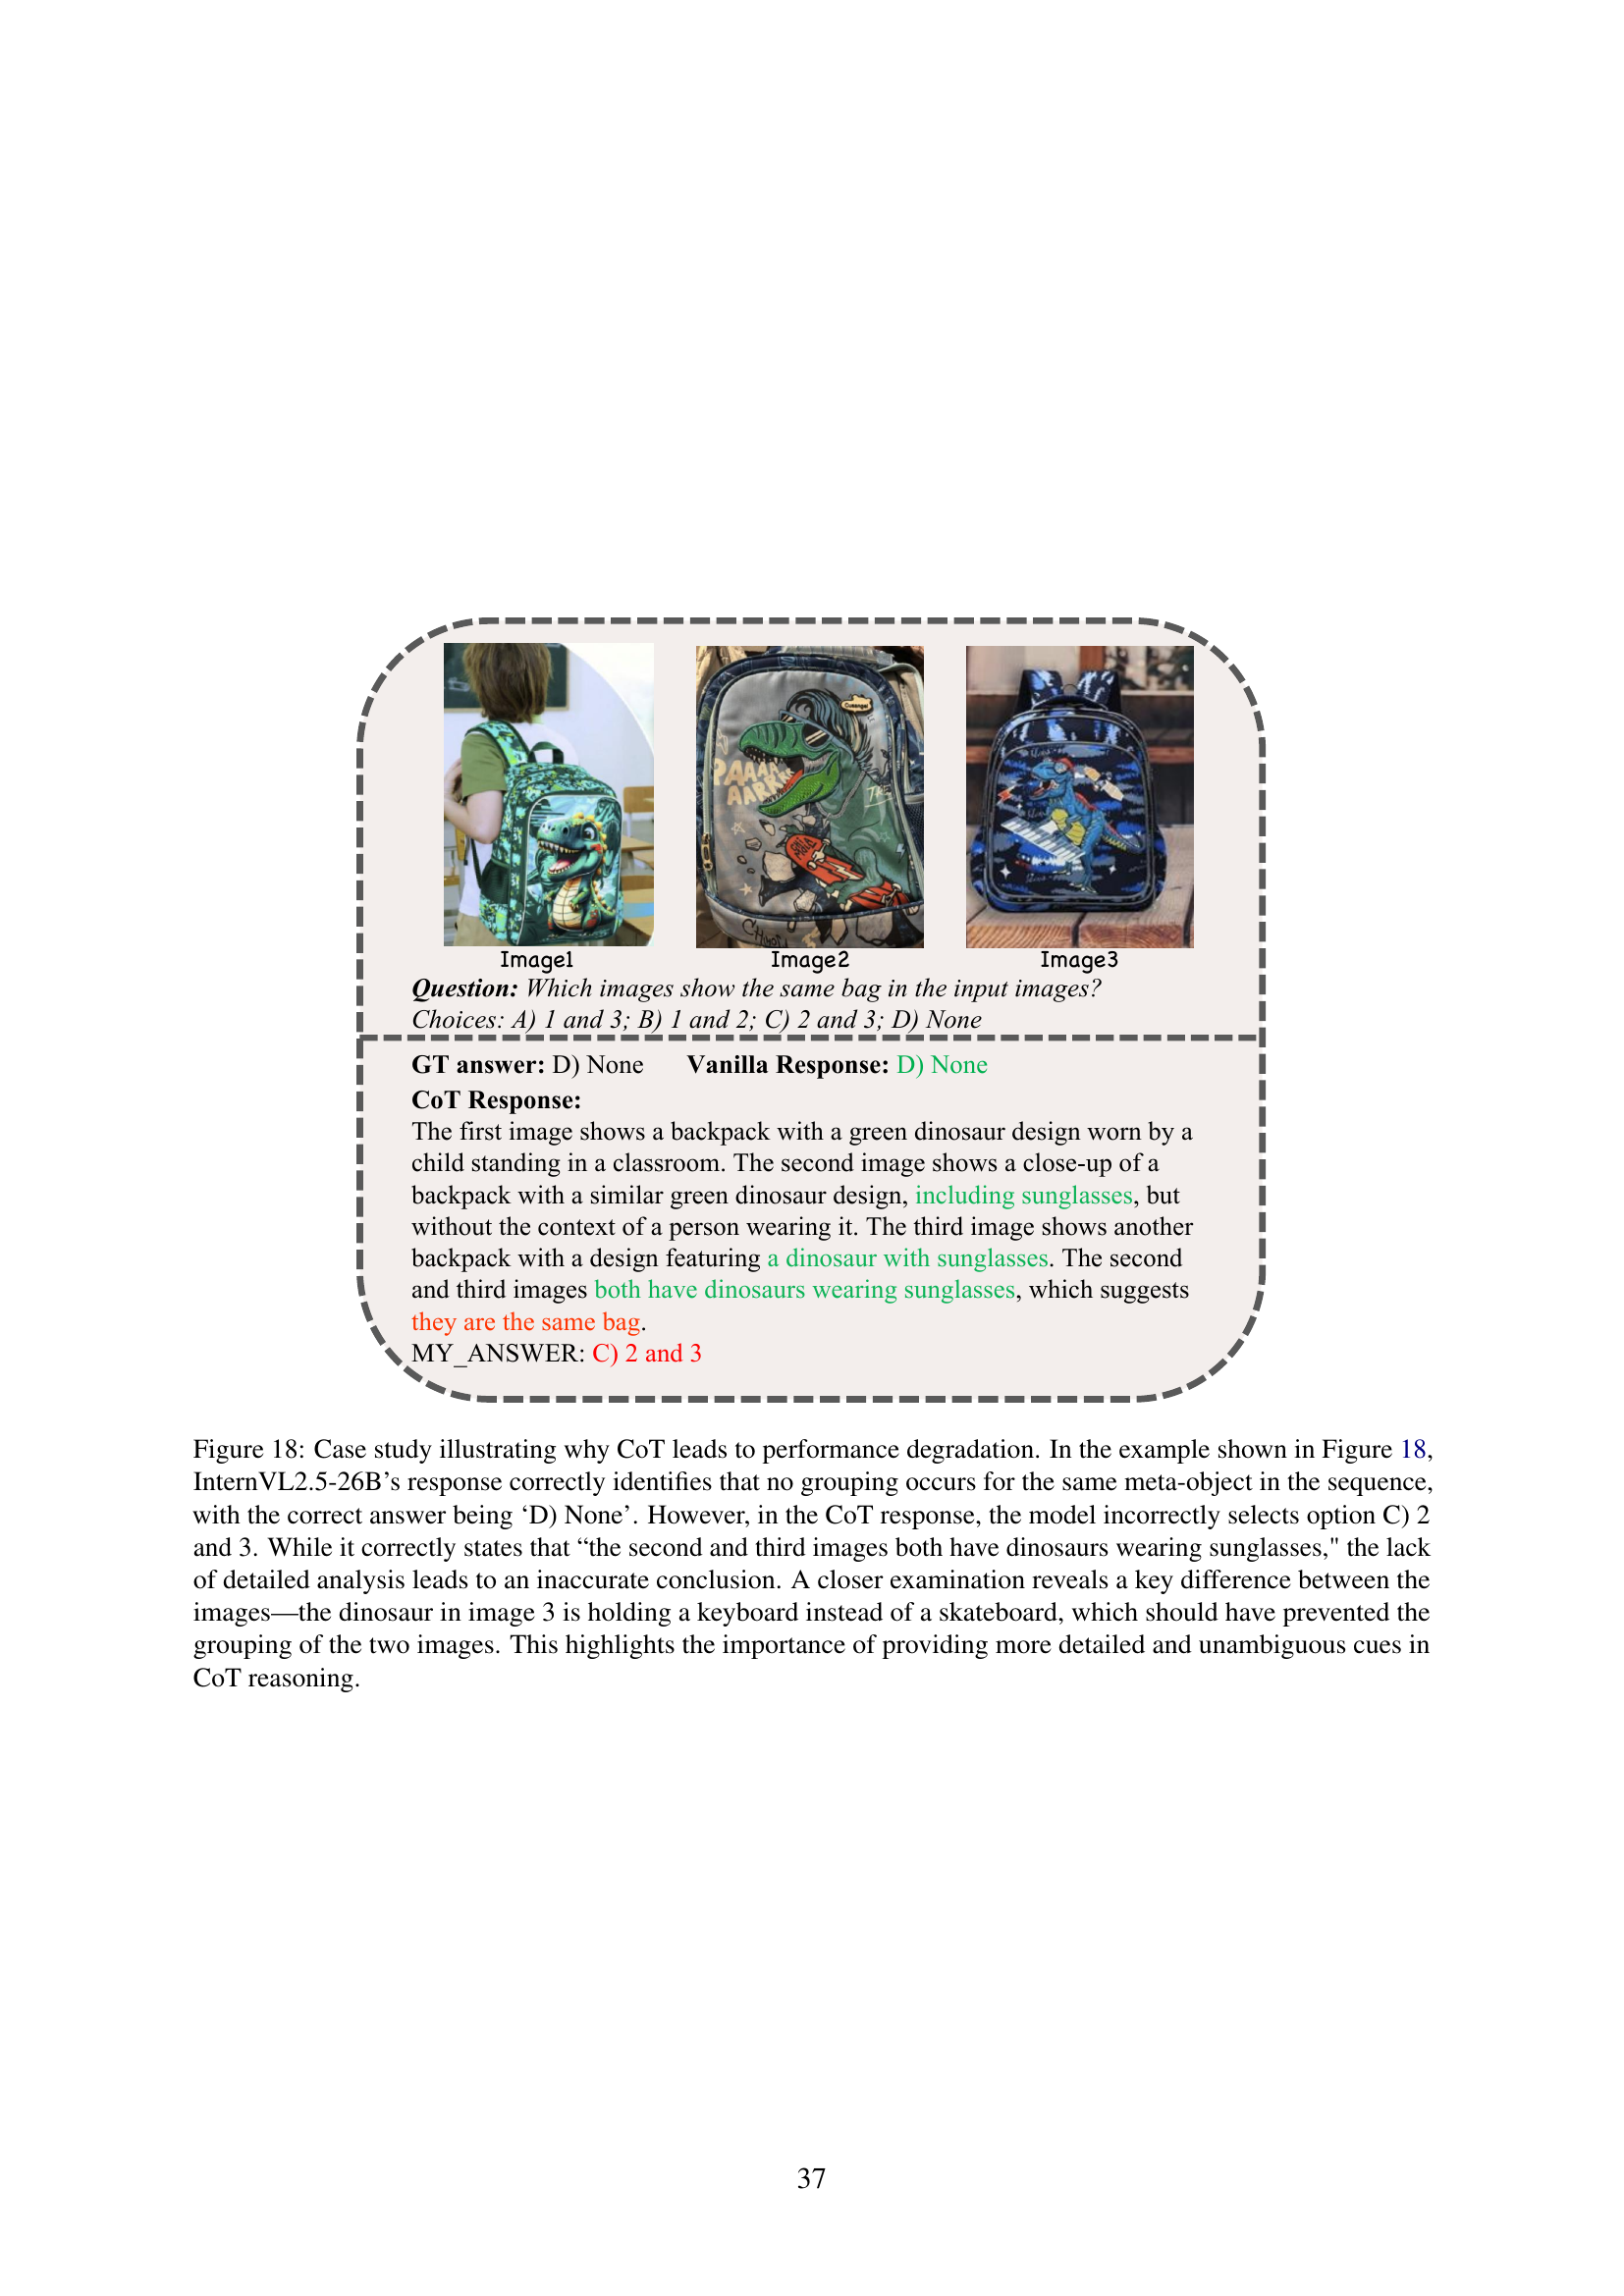 PAAAA
AARRRR
Image1
Image2
Image3
Question: Which images show the same bag in the input images?
Choices: A) 1 and 3; B) 1 and 2; C) 2 and 3; D) None
GT answer: D) None Vanilla Response: D) None
CoT Response:
The first image shows a backpack with a green dinosaur design worn by a
child standing in a classroom. The second image shows a close-up of a
backpack with a similar green dinosaur design, including sunglasses, but
without the context of a person wearing it. The third image shows another
backpack with a design featuring a dinosaur with sunglasses. The second
and third images both have dinosaurs wearing sunglasses, which suggests
they are the same bag.
MY_ANSWER: C) 2 and 3
Figure 18: Case study illustrating why CoT leads to performance degradation. In the example shown in Figure 18,
InternVL2.5-26B's response correctly identifies that no grouping occurs for the same meta-object in the sequence,
with the correct answer being ‘D) None’. However, in the CoT response, the model incorrectly selects option C) 2
and 3. While it correctly states that “the second and third images both have dinosaurs wearing sunglasses," the lack
of detailed analysis leads to an inaccurate conclusion. A closer examination reveals a key difference between the
images—the dinosaur in image 3 is holding a keyboard instead of a skateboard, which should have prevented the
grouping of the two images. This highlights the importance of providing more detailed and unambiguous cues in
CoT reasoning.
37